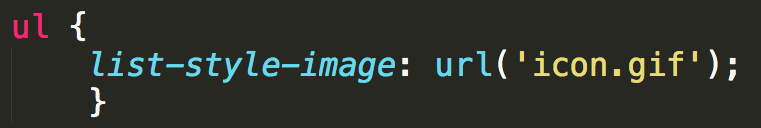 ul {
    list-style-image: url('icon.gif');
    }